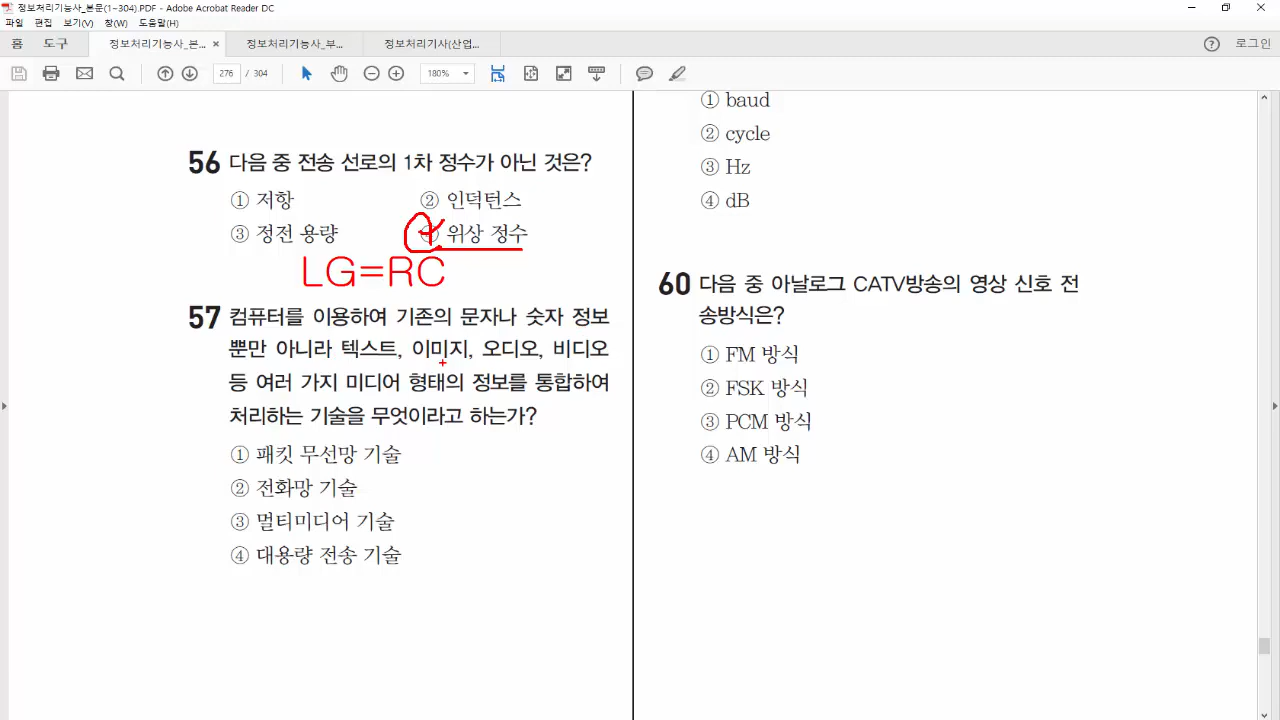 정보처리기능사_본문(1~304).PDF - Adobe Acrobat Reader DC
파일 편집 보기(V) 창(W) 도움말(H)
홈 도구 정보처리기능사_본... × 정보처리기능사_부... 정보처리기사(산업... 로그인
276 / 304 180%
56 다음 중 전송 선로의 1차 정수가 아닌 것은?
① 저항 ② 인덕턴스
③ 정전 용량 ④ 위상 정수
LG=RC
57 컴퓨터를 이용하여 기존의 문자나 숫자 정보
뿐만 아니라 텍스트, 이미지, 오디오, 비디오
등 여러 가지 미디어 형태의 정보를 통합하여
처리하는 기술을 무엇이라고 하는가?
① 패킷 무선망 기술
② 전화망 기술
③ 멀티미디어 기술
④ 대용량 전송 기술
① baud
② cycle
③ Hz
④ dB
60 다음 중 아날로그 CATV방송의 영상 신호 전
송방식은?
① FM 방식
② FSK 방식
③ PCM 방식
④ AM 방식